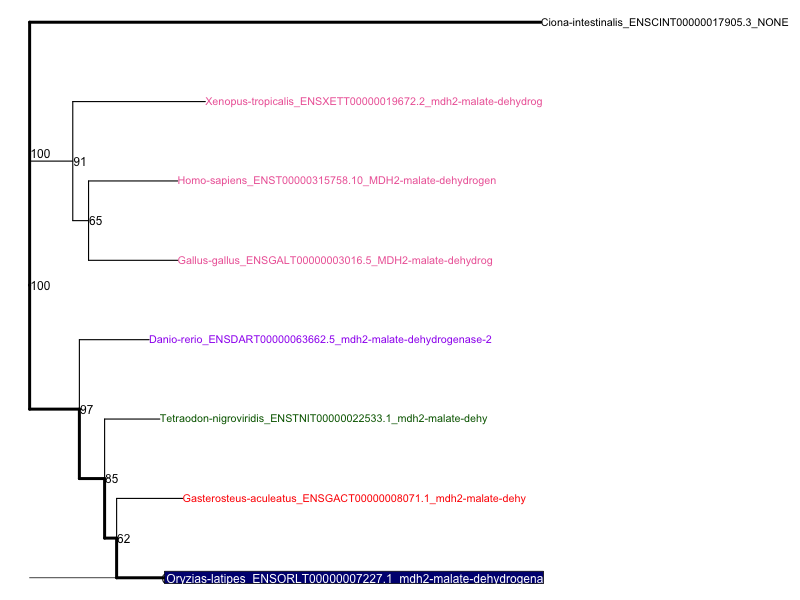 Ciona-intestinalis_ENSCINT00000017905.3_NONE
Xenopus-tropicalis_ENSXETT00000019672.2_mdh2-malate-dehydrog
100
91
Homo-sapiens_ENST00000315758.10_MDH2-malate-dehydrogen
65
Gallus-gallus_ENSGALT00000003016.5_MDH2-malate-dehydrog
100
Danio-rerio_ENSDART00000063662.5_mdh2-malate-dehydrogenase-2
97
Tetraodon-nigroviridis_ENSTNIT00000022533.1_mdh2-malate-dehy
85
Gasterosteus-aculeatus_ENSGACT00000008071.1_mdh2-malate-dehy
62
Oryzias-latipes_ENSORLT00000007227.1_mdh2-malate-dehydrogena